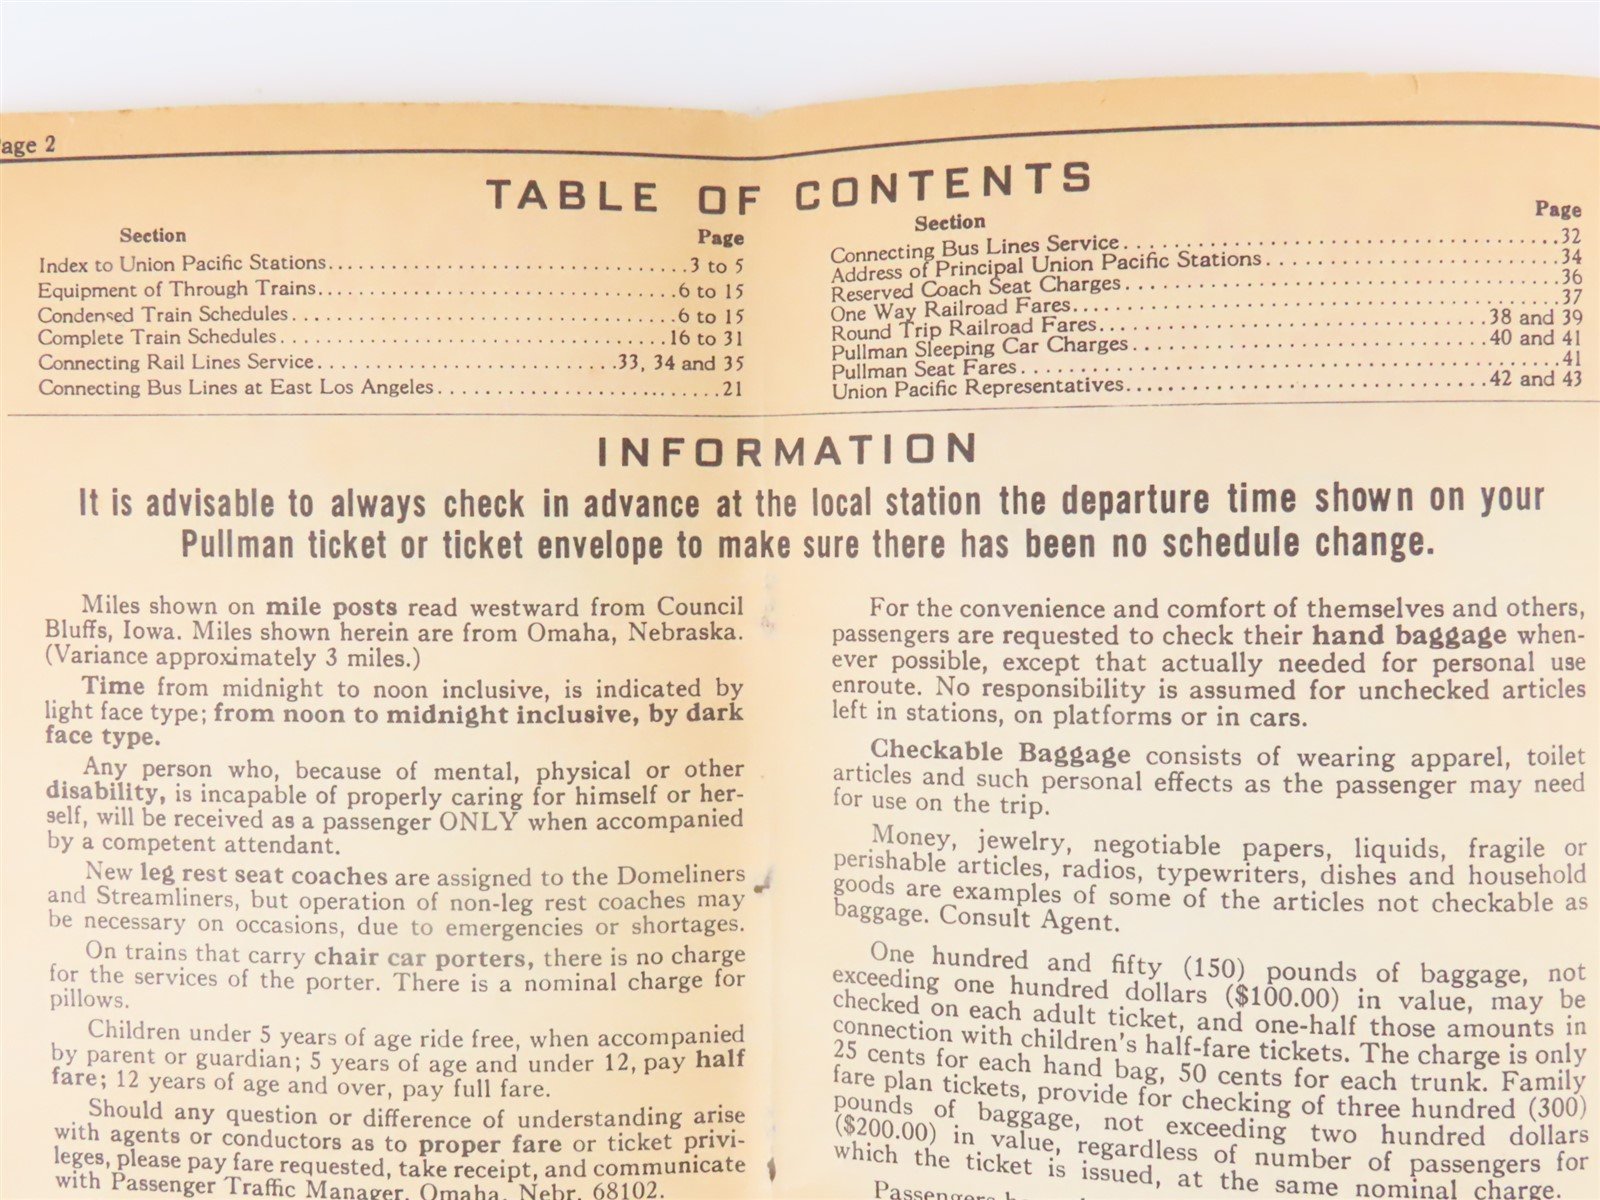 age 2
TABLE OF CONTENTS
Section Page
Index to Union Pacific Stations 3 to 5
Equipment of Through Trains 6 to 15
Condensed Train Schedules 6 to 15
Complete Train Schedules 16 to 31
Connecting Rail Lines Service 33, 34 and 35
Connecting Bus Lines at East Los Angeles 21
Section Page
Connecting Bus Lines Service 32
Address of Principal Union Pacific Stations 34
Reserved Coach Seat Charges 36
One Way Railroad Fares 37
Round Trip Railroad Fares 38 and 39
Pullman Sleeping Car Charges 40 and 41
Pullman Seat Fares 41
Union Pacific Representatives 42 and 43
INFORMATION
It is advisable to always check in advance at the local station the departure time shown on your
Pullman ticket or ticket envelope to make sure there has been no schedule change.
Miles shown on mile posts read westward from Council
Bluffs, Iowa. Miles shown herein are from Omaha, Nebraska.
(Variance approximately 3 miles.)
Time from midnight to noon inclusive, is indicated by
light face type; from noon to midnight inclusive, by dark
face type.
Any person who, because of mental, physical or other
disability, is incapable of properly caring for himself or her-
self, will be received as a passenger ONLY when accompanied
by a competent attendant.
New leg rest seat coaches are assigned to the Domeliners
and Streamliners, but operation of non-leg rest coaches may
be necessary on occasions, due to emergencies or shortages.
On trains that carry chair car porters, there is no charge
for the services of the porter. There is a nominal charge for
pillows.
Children under 5 years of age ride free, when accompanied
by parent or guardian; 5 years of age and under 12, pay half
fare; 12 years of age and over, pay full fare.
Should any question or difference of understanding arise
with agents or conductors as to proper fare or ticket privi-
leges, please pay fare requested, take receipt, and communicate
with Passenger Traffic Manager, Omaha, Nebr. 68102.
For the convenience and comfort of themselves and others,
passengers are requested to check their hand baggage when-
ever possible, except that actually needed for personal use
enroute. No responsibility is assumed for unchecked articles
left in stations, on platforms or in cars.
Checkable Baggage consists of wearing apparel, toilet
articles and such personal effects as the passenger may need
for use on the trip.
Money, jewelry, negotiable papers, liquids, fragile or
perishable articles, radios, typewriters, dishes and household
goods are examples of some of the articles not checkable as
baggage. Consult Agent.
One hundred and fifty (150) pounds of baggage, not
exceeding one hundred dollars ($100.00) in value, may be
checked on each adult ticket, and one-half those amounts in
connection with children's half-fare tickets. The charge is only
25 cents for each hand bag, 50 cents for each trunk. Family
fare plan tickets, provide for checking of three hundred (300)
pounds of baggage, not exceeding two hundred dollars
($200.00) in value, regardless of number of passengers for
which the ticket is issued, at the same nominal charge.
Passengers